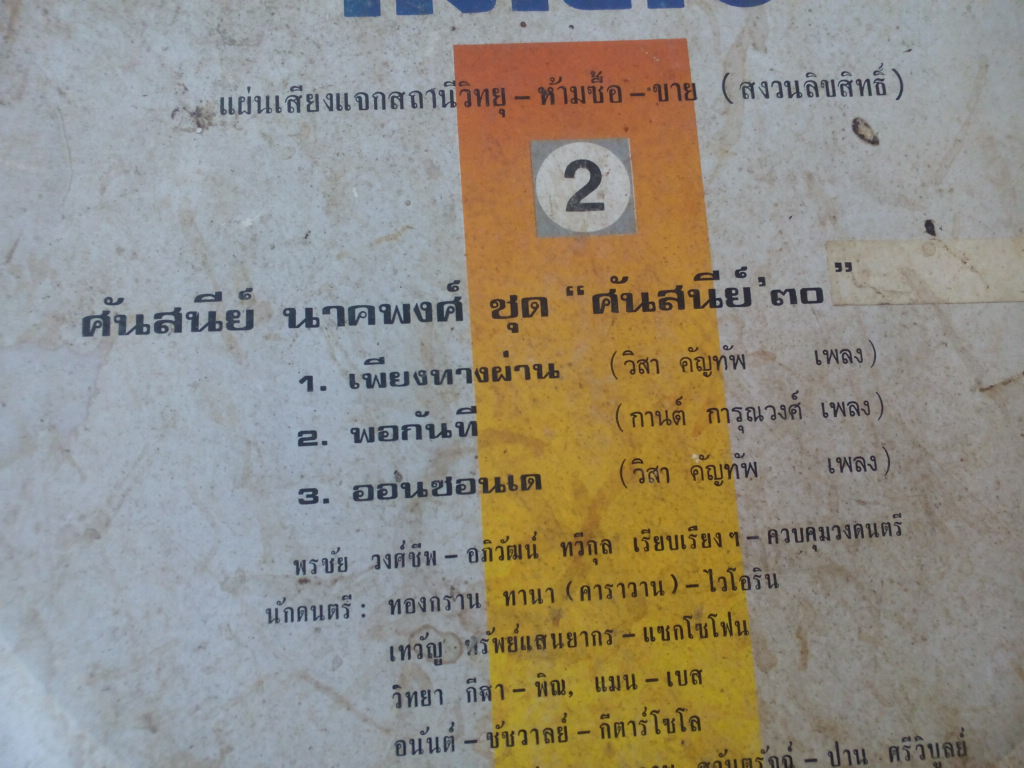 แผ่นเสียงแจกสถานีวิทยุ – ห้ามซื้อ – ขาย (สงวนลิขสิทธิ์)
2
ศันสนีย์ นาคพงศ์ ชุด “ศันสนีย์ ’๓๐”
1. เพียงทางผ่าน (วิสา คัญทัพ เพลง)
2. พอกันที (กานต์ การุณวงศ์ เพลง)
3. ออนซอนเด (วิสา คัญทัพ เพลง)
พรชัย วงศ์ชีพ – อภิวัฒน์ ทวีกุล เรียบเรียงฯ – ควบคุมวงดนตรี
นักดนตรี : ทองกราน ทานา (คาราวาน) – ไวโอริน
เทวัญ ทรัพย์แสนยากร – แซกโซโฟน
วิทยา กีสา – พิณ, แมน – เบส
อนันต์ – ชัชวาลย์ – กีตาร์โซโล
– ปาน ศรีวิบูลย์